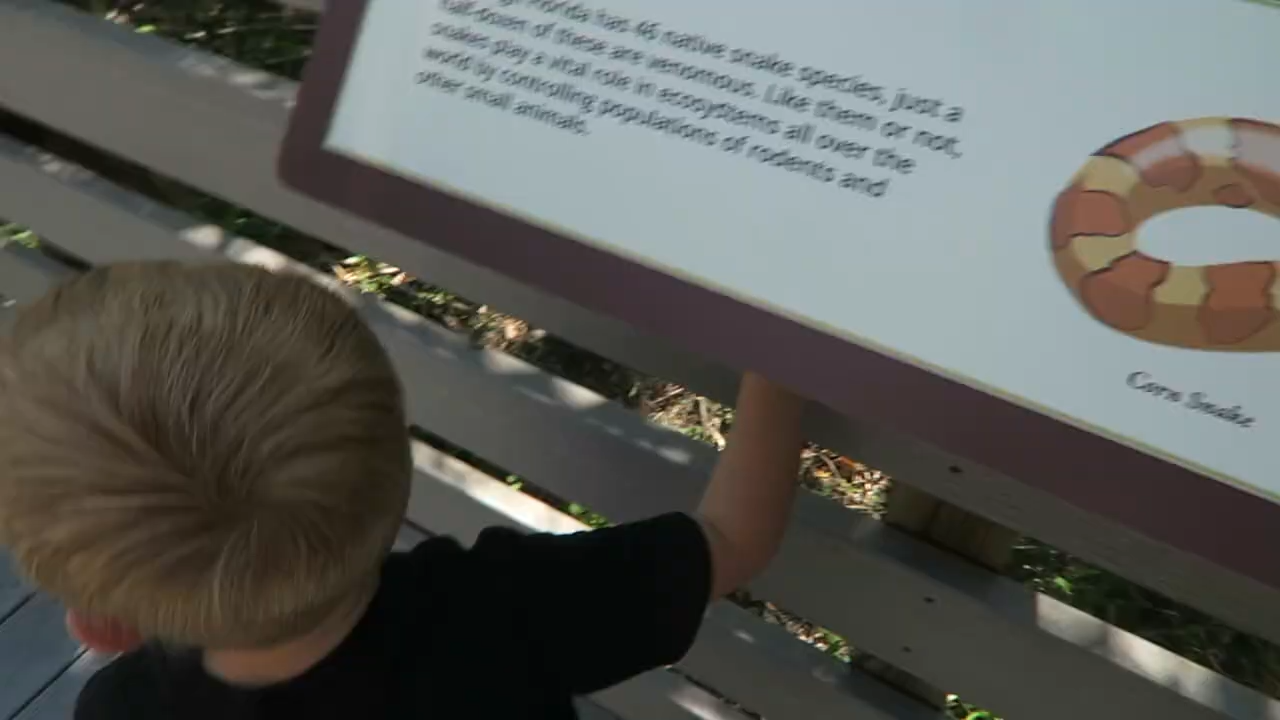 Florida has 46 native snake species, just a
half-dozen of these are venomous. Like them or not,
snakes play a vital role in ecosystems all over the
world by controlling populations of rodents and
other small animals.
Corn Snake